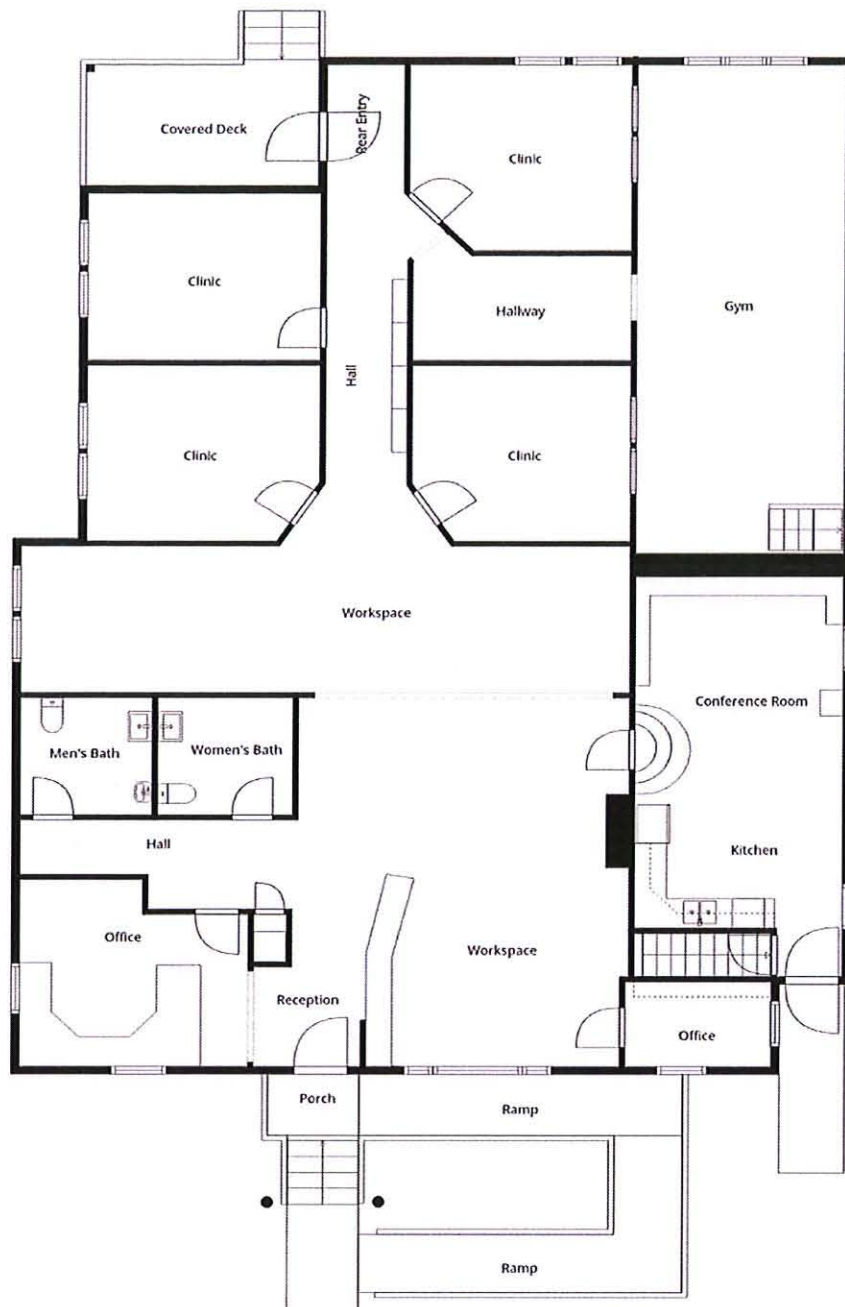 Covered Deck
Rear Entry
Clinic
Clinic
Hallway
Gym
Hall
Clinic
Clinic
Workspace
Men's Bath
Women's Bath
Conference Room
Hall
Kitchen
Office
Workspace
Reception
Office
Porch
Ramp
Ramp